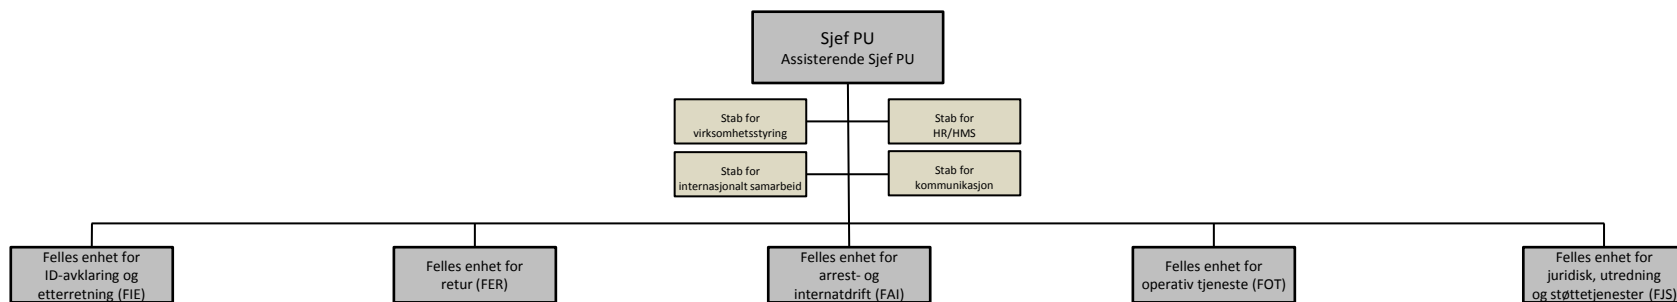 Sjef PU
Assisterende Sjef PU
Stab for
virksomhetsstyring
Stab for
HR/HMS
Stab for
internasjonalt samarbeid
Stab for
kommunikasjon
Felles enhet for
ID-avklaring og
etterretning (FIE)
Felles enhet for
retur (FER)
Felles enhet for
arrest- og
internatdrift (FAI)
Felles enhet for
operativ tjeneste (FOT)
Felles enhet for
juridisk, utredning
og støttetjenester (FJS)